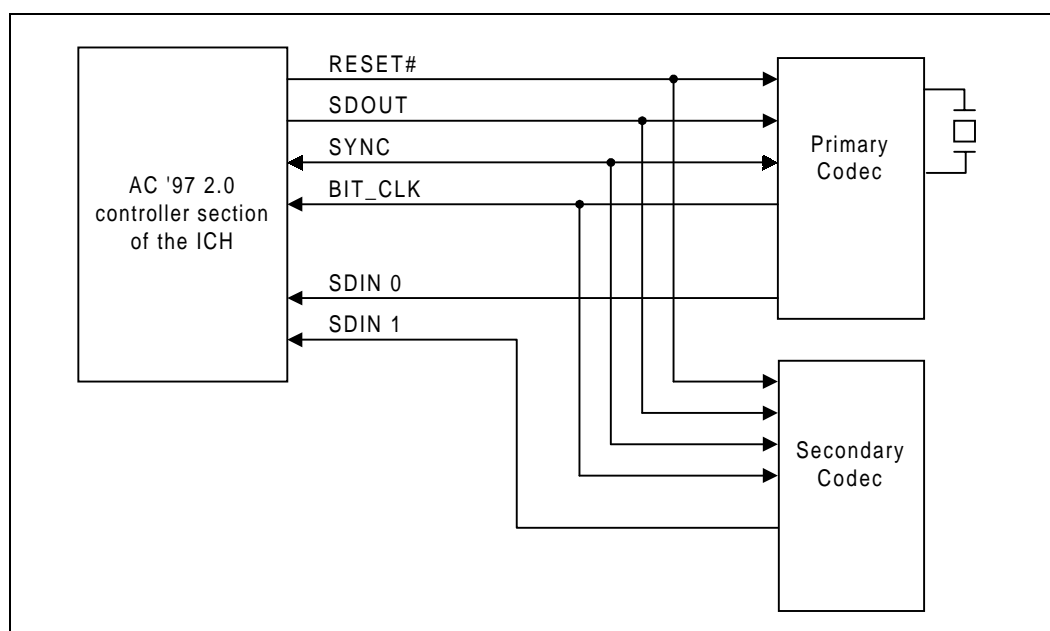 RESET#
SDOUT
SYNC
BIT_CLK
SDIN 0
SDIN 1
AC '97 2.0
controller section
of the ICH
Primary
Codec
Secondary
Codec